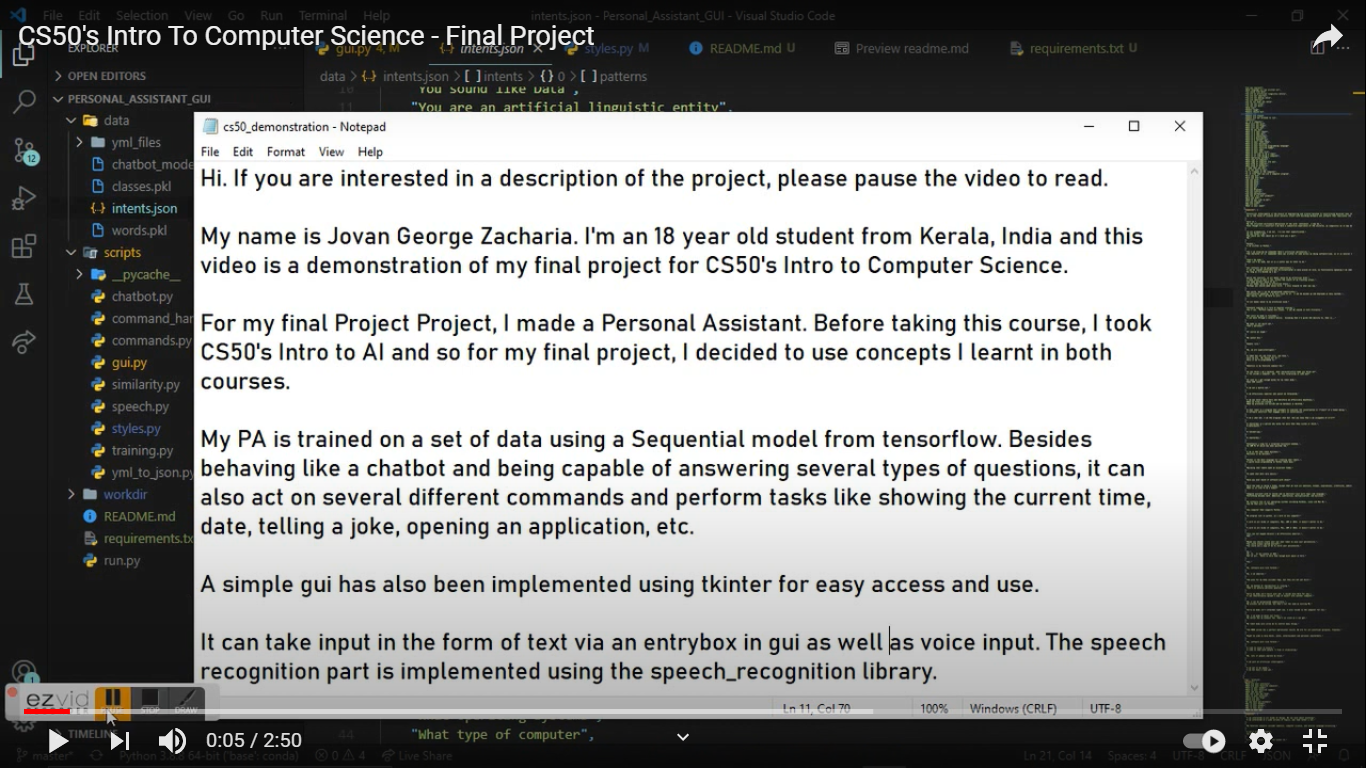 File Edit Selection View Go Run Terminal Help
intents.json - Personal_Assistant_GUI - Visual Studio Code
CS50's Intro To Computer Science - Final Project
EXPLORER
gui.py 4, M
intents.json
styles.py M
README.md U
Preview readme.md
requirements.txt U
OPEN EDITORS
data > intents.json > [ ] intents > {} 0 > [ ] patterns
PERSONAL_ASSISTANT_GUI
10 "You sound like Data",
11 "You are an artificial linguistic entity",
data
yml_files
chatbot_mode
classes.pkl
intents.json
words.pkl
scripts
__pycache__
chatbot.py
command_har
commands.py
gui.py
similarity.py
speech.py
styles.py
training.py
yml_to_json.py
workdir
README.md
requirements.tx
run.py
12
1
cs50_demonstration - Notepad
File Edit Format View Help
Hi. If you are interested in a description of the project, please pause the video to read.
My name is Jovan George Zacharia. I'm an 18 year old student from Kerala, India and this
video is a demonstration of my final project for CS50's Intro to Computer Science.
For my final Project Project, I made a Personal Assistant. Before taking this course, I took
CS50's Intro to AI and so for my final project, I decided to use concepts I learnt in both
courses.
My PA is trained on a set of data using a Sequential model from tensorflow. Besides
behaving like a chatbot and being capable of answering several types of questions, it can
also act on several different commands and perform tasks like showing the current time,
date, telling a joke, opening an application, etc.
A simple gui has also been implemented using tkinter for easy access and use.
It can take input in the form of text via an entrybox in gui as well as voice input. The speech
recognition part is implemented using the speech_recognition library.
Ln 11, Col 70 100% Windows (CRLF) UTF-8
ezvid
PAUSE STOP DRAW
TIMELINE
44 "What type of computer",
0:05 / 2:50
master* Python 3.8.8 64-bit ('base': conda) 0 4 Live Share
Ln 21, Col 14 Spaces: 4 UTF-8 CRLF JSON